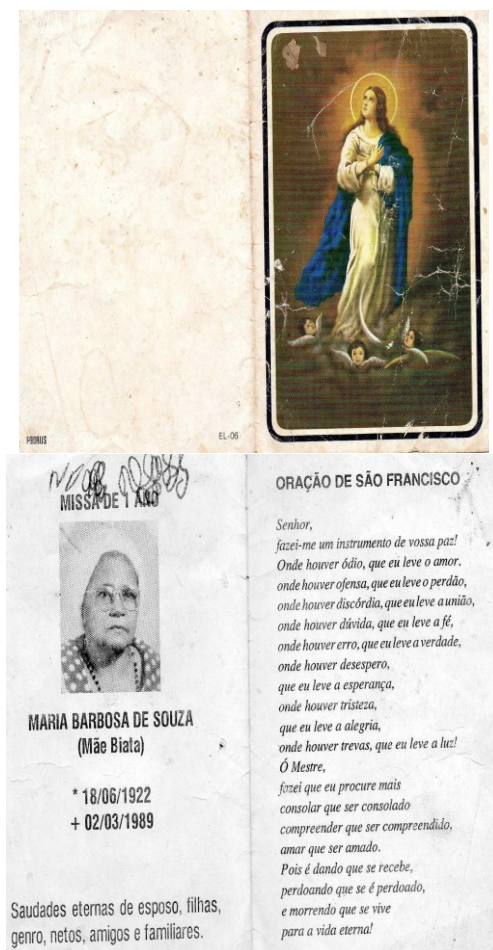 EL-06
MISSA DE 1 ANO
MARIA BARBOSA DE SOUZA
(Mãe Biata)
* 18/06/1922
+ 02/03/1989
Saudades eternas de esposo, filhas,
genro, netos, amigos e familiares.
ORAÇÃO DE SÃO FRANCISCO
Senhor,
fazei-me um instrumento de vossa paz!
Onde houver ódio, que eu leve o amor.
onde houver ofensa, que eu leve o perdão,
onde houver discórdia, que eu leve a união,
onde houver dúvida, que eu leve a fé,
onde houver erro, que eu leve a verdade,
onde houver desespero,
que eu leve a esperança,
onde houver tristeza,
que eu leve a alegria,
onde houver trevas, que eu leve a luz!
Ó Mestre,
fazei que eu procure mais
consolar que ser consolado
compreender que ser compreendido,
amar que ser amado.
Pois é dando que se recebe,
perdoando que se é perdoado,
e morrendo que se vive
para a vida eterna!